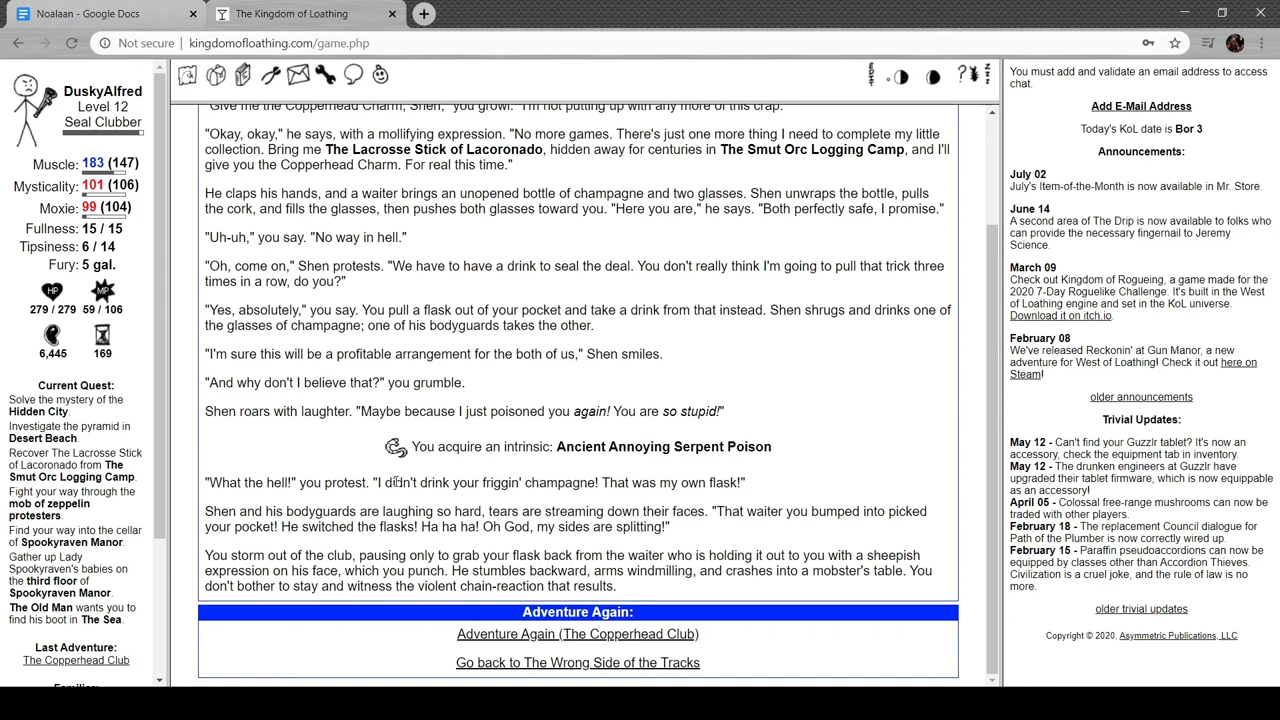 Noalaan - Google Docs
The Kingdom of Loathing
Not secure | kingdomofloathing.com/game.php
DuskyAlfred
Level 12
Seal Clubber
Muscle: 183 (147)
Mysticality: 101 (106)
Moxie: 99 (104)
Fullness: 15 / 15
Tipsiness: 6 / 14
Fury: 5 gal.
HP MP
279 / 279 59 / 106
6,445 169
Current Quest:
Solve the mystery of the
Hidden City.
Investigate the pyramid in
Desert Beach.
Recover The Lacrosse Stick
of Lacoronado from The
Smut Orc Logging Camp.
Fight your way through the
mob of zeppelin
protesters.
Find your way into the cellar
of Spookyraven Manor.
Gather up Lady
Spookyraven's babies on
the third floor of
Spookyraven Manor.
The Old Man wants you to
find his boot in The Sea.
Last Adventure:
The Copperhead Club
EDIT
ZZZ
"Give me the Copperhead Charm, Shen," you growl. "I'm not putting up with any more of this crap."
"Okay, okay," he says, with a mollifying expression. "No more games. There's just one more thing I need to complete my little
collection. Bring me The Lacrosse Stick of Lacoronado, hidden away for centuries in The Smut Orc Logging Camp, and I'll
give you the Copperhead Charm. For real this time."
He claps his hands, and a waiter brings an unopened bottle of champagne and two glasses. Shen unwraps the bottle, pulls
the cork, and fills the glasses, then pushes both glasses toward you. "Here you are," he says. "Both perfectly safe, I promise."
"Uh-uh," you say. "No way in hell."
"Oh, come on," Shen protests. "We have to have a drink to seal the deal. You don't really think I'm going to pull that trick three
times in a row, do you?"
"Yes, absolutely," you say. You pull a flask out of your pocket and take a drink from that instead. Shen shrugs and drinks one of
the glasses of champagne; one of his bodyguards takes the other.
"I'm sure this will be a profitable arrangement for the both of us," Shen smiles.
"And why don't I believe that?" you grumble.
Shen roars with laughter. "Maybe because I just poisoned you again! You are so stupid!"
You acquire an intrinsic: Ancient Annoying Serpent Poison
"What the hell!" you protest. "I didn't drink your friggin' champagne! That was my own flask!"
Shen and his bodyguards are laughing so hard, tears are streaming down their faces. "That waiter you bumped into picked
your pocket! He switched the flasks! Ha ha ha! Oh God, my sides are splitting!"
You storm out of the club, pausing only to grab your flask back from the waiter who is holding it out to you with a sheepish
expression on his face, which you punch. He stumbles backward, arms windmilling, and crashes into a mobster's table. You
don't bother to stay and witness the violent chain-reaction that results.
Adventure Again:
Adventure Again (The Copperhead Club)
Go back to The Wrong Side of the Tracks
You must add and validate an email address to access
chat.
Add E-Mail Address
Today's KoL date is Bor 3
Announcements:
July 02
July's Item-of-the-Month is now available in Mr. Store.
June 14
A second area of The Drip is now available to folks who
can provide the necessary fingernail to Jeremy
Science.
March 09
Check out Kingdom of Rogueing, a game made for the
2020 7-Day Roguelike Challenge. It's built in the West
of Loathing engine and set in the KoL universe.
Download it on itch.io.
February 08
We've released Reckonin' at Gun Manor, a new
adventure for West of Loathing! Check it out here on
Steam!
older announcements
Trivial Updates:
May 12 - Can't find your Guzzlr tablet? It's now an
accessory, check the equipment tab in inventory.
May 12 - The drunken engineers at Guzzlr have
upgraded their tablet firmware, which is now equippable
as an accessory!
April 05 - Colossal free-range mushrooms can now be
traded with other players.
February 18 - The replacement Council dialogue for
Path of the Plumber is now correctly wired up.
February 15 - Paraffin pseudoaccordions can now be
equipped by classes other than Accordion Thieves.
Civilization is a cruel joke, and the rule of law is no
more.
older trivial updates
Copyright © 2020, Asymmetric Publications, LLC